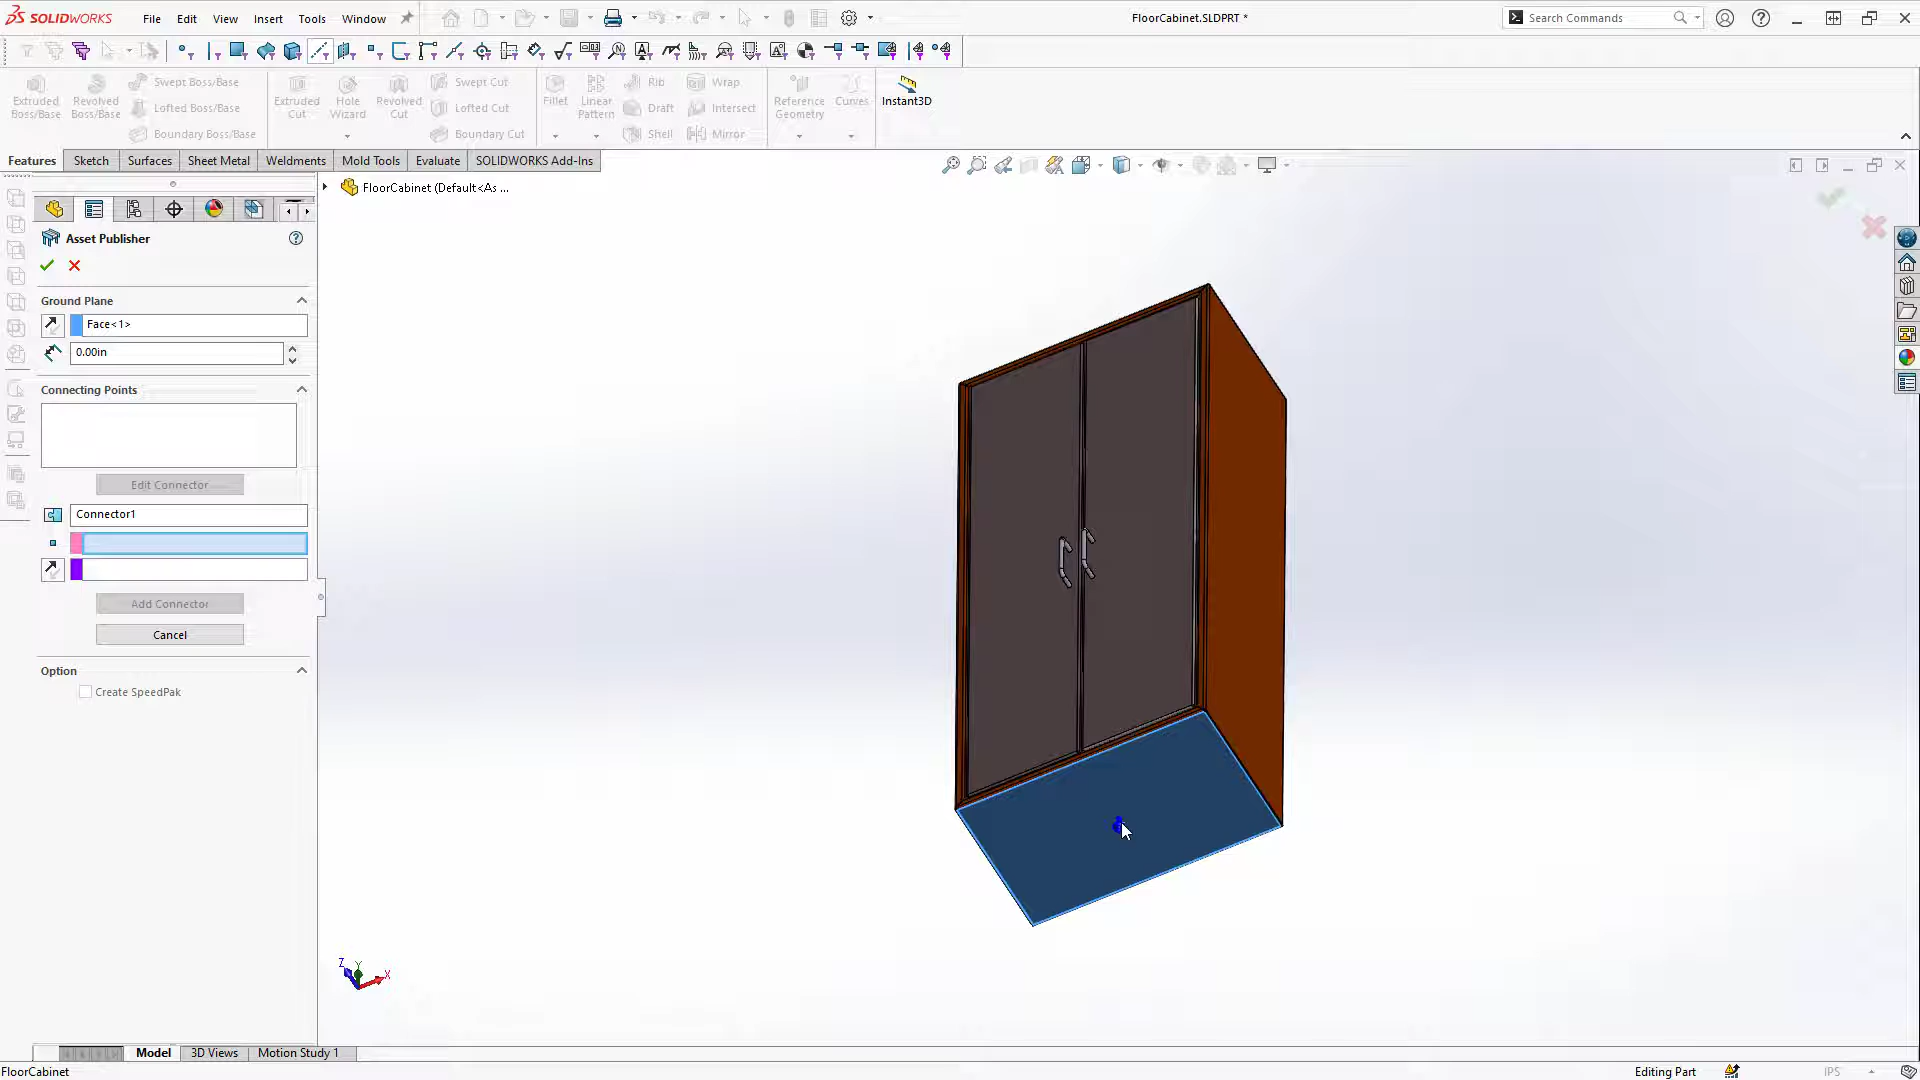 SOLIDWORKS File Edit View Insert Tools Window FloorCabinet.SLDPRT * Search Commands
Extruded Boss/Base
Revolved Boss/Base
Swept Boss/Base
Lofted Boss/Base
Boundary Boss/Base
Extruded Cut
Hole Wizard
Revolved Cut
Swept Cut
Lofted Cut
Boundary Cut
Fillet
Linear Pattern
Rib
Draft
Shell
Wrap
Intersect
Mirror
Reference Geometry
Curves
Instant3D
Features Sketch Surfaces Sheet Metal Weldments Mold Tools Evaluate SOLIDWORKS Add-Ins
FloorCabinet (Default<As ...
Asset Publisher
Ground Plane
Face<1>
0.00in
Connecting Points
Edit Connector
Connector1
Add Connector
Cancel
Option
Create SpeedPak
Z Y X
Model 3D Views Motion Study 1
FloorCabinet Editing Part IPS